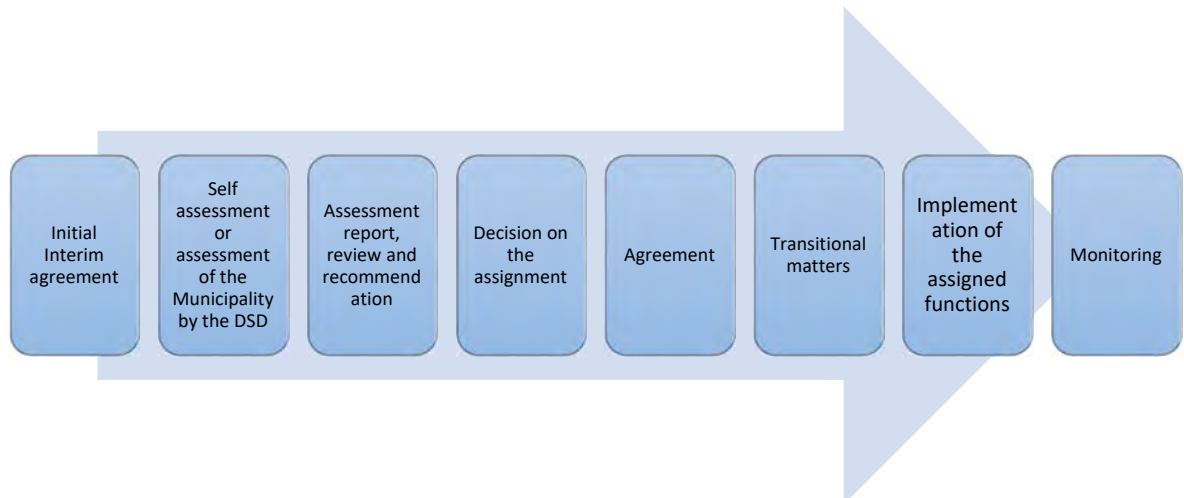 Initial
Interim
agreement
Self
assessment
or
assessment
of the
Municipality
by the DSD
Assessment
report,
review and
recommend
ation
Decision on
the
assignment
Agreement
Transitional
matters
Implement
ation of
the
assigned
functions
Monitoring